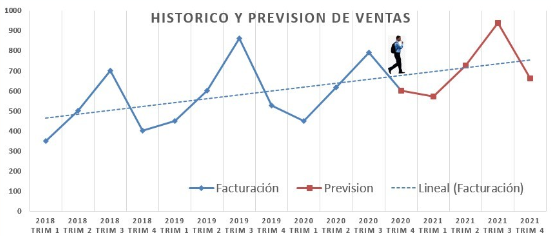 HISTORICO Y PREVISION DE VENTAS
1000
900
800
700
600
500
400
300
200
100
0
Facturación Prevision Lineal (Facturación)
2018 2018 2018 2018 2019 2019 2019 2019 2020 2020 2020 2020 2021 2021 2021 2021
TRIM 1 TRIM 2 TRIM 3 TRIM 4 TRIM 1 TRIM 2 TRIM 3 TRIM 4 TRIM 1 TRIM 2 TRIM 3 TRIM 4 TRIM 1 TRIM 2 TRIM 3 TRIM 4